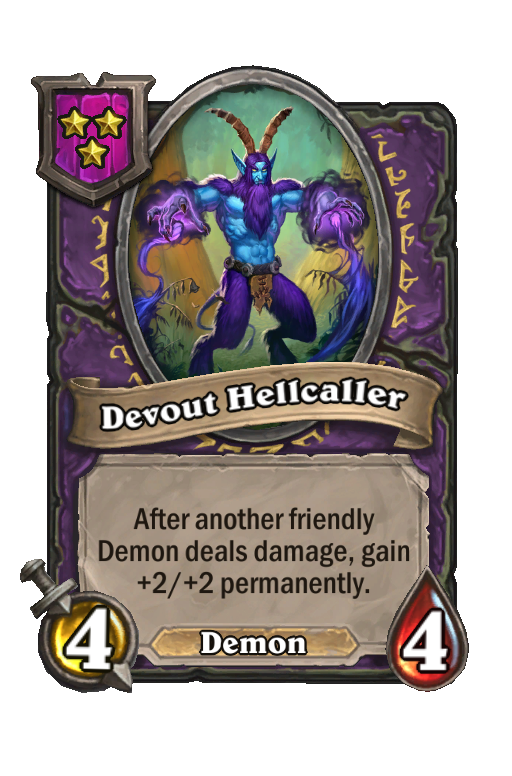 Devout Hellcaller
After another friendly
Demon deals damage, gain
+2/+2 permanently.
4
Demon
4